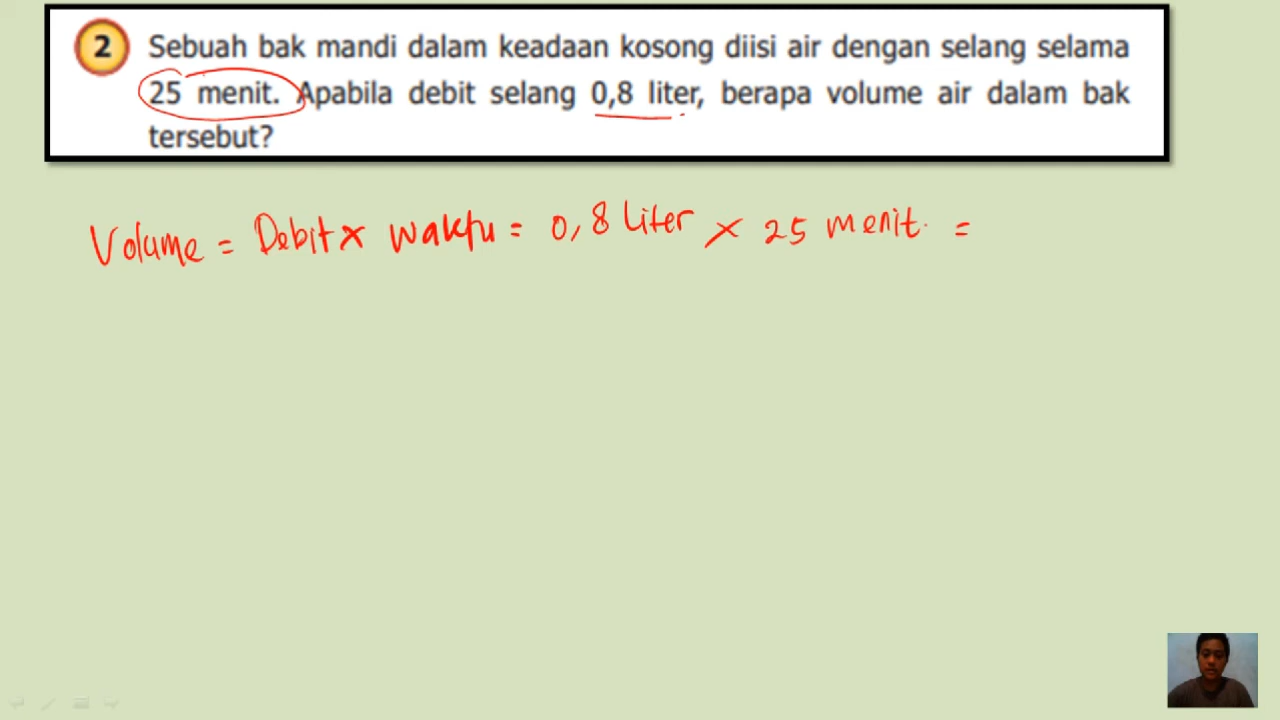 2
Sebuah bak mandi dalam keadaan kosong diisi air dengan selang selama
25 menit. Apabila debit selang 0,8 liter, berapa volume air dalam bak
tersebut?
Volume = Debit x waktu = 0,8 liter x 25 menit. =